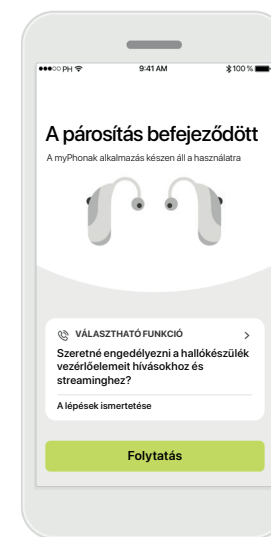 PH 9:41 AM 100 %
A párosítás befejeződött
A myPhonak alkalmazás készen áll a használatra
VÁLASZTHATÓ FUNKCIÓ
Szeretné engedélyezni a hallókészülék
vezérlőelemeit hívásokhoz és
streaminghez?
A lépések ismertetése
Folytatás